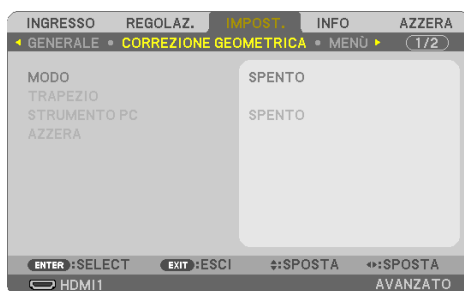 INGRESSO REGOLAZ. IMPOST. INFO AZZERA
GENERALE • CORREZIONE GEOMETRICA • MENÙ 1/2
MODO SPENTO
TRAPEZIO
STRUMENTO PC SPENTO
AZZERA
ENTER :SELECT EXIT :ESCI :SPOSTA :SPOSTA
HDMI1 AVANZATO